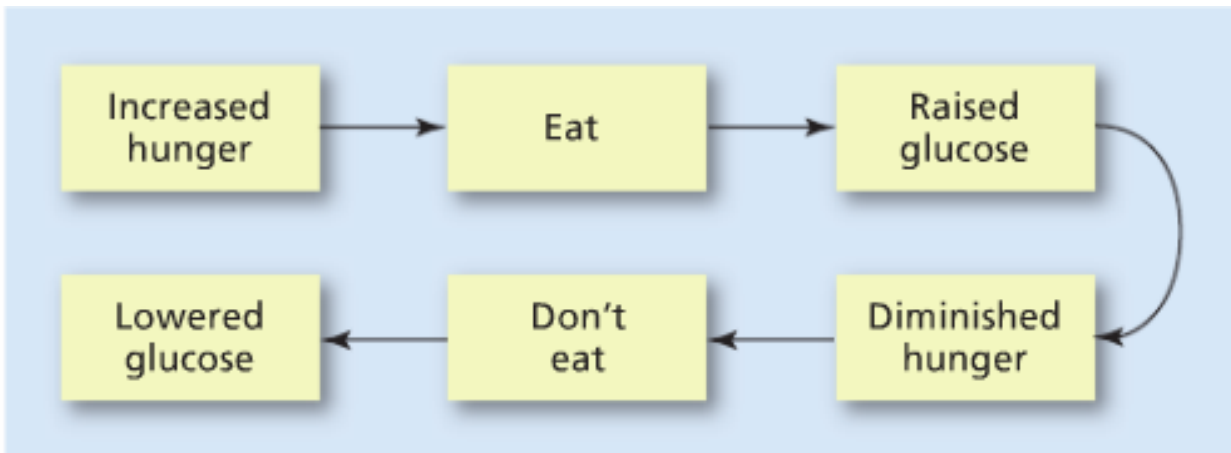 Increased
hunger
Eat
Raised
glucose
Diminished
hunger
Don't
eat
Lowered
glucose